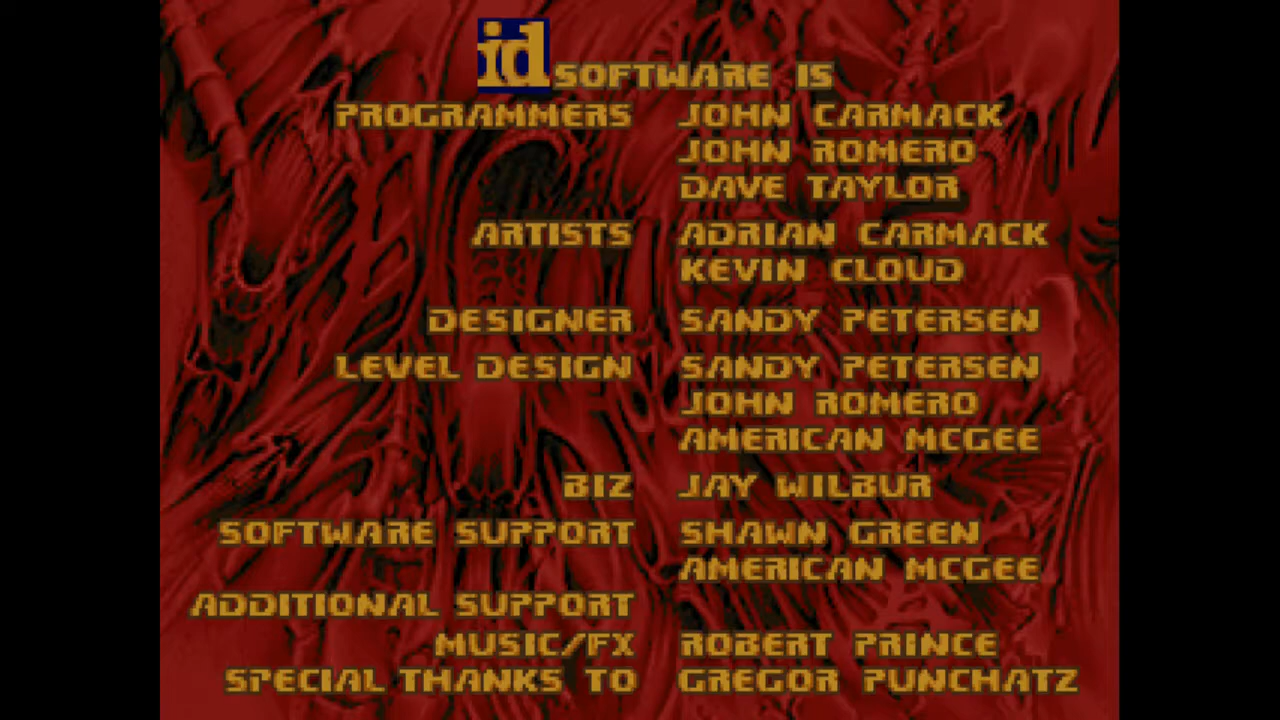 id SOFTWARE IS
PROGRAMMERS JOHN CARMACK
JOHN ROMERO
DAVE TAYLOR
ARTISTS ADRIAN CARMACK
KEVIN CLOUD
DESIGNER SANDY PETERSEN
LEVEL DESIGN SANDY PETERSEN
JOHN ROMERO
AMERICAN MCGEE
BIZ JAY WILBUR
SOFTWARE SUPPORT SHAWN GREEN
AMERICAN MCGEE
ADDITIONAL SUPPORT
MUSIC/FX ROBERT PRINCE
SPECIAL THANKS TO GREGOR PUNCHATZ